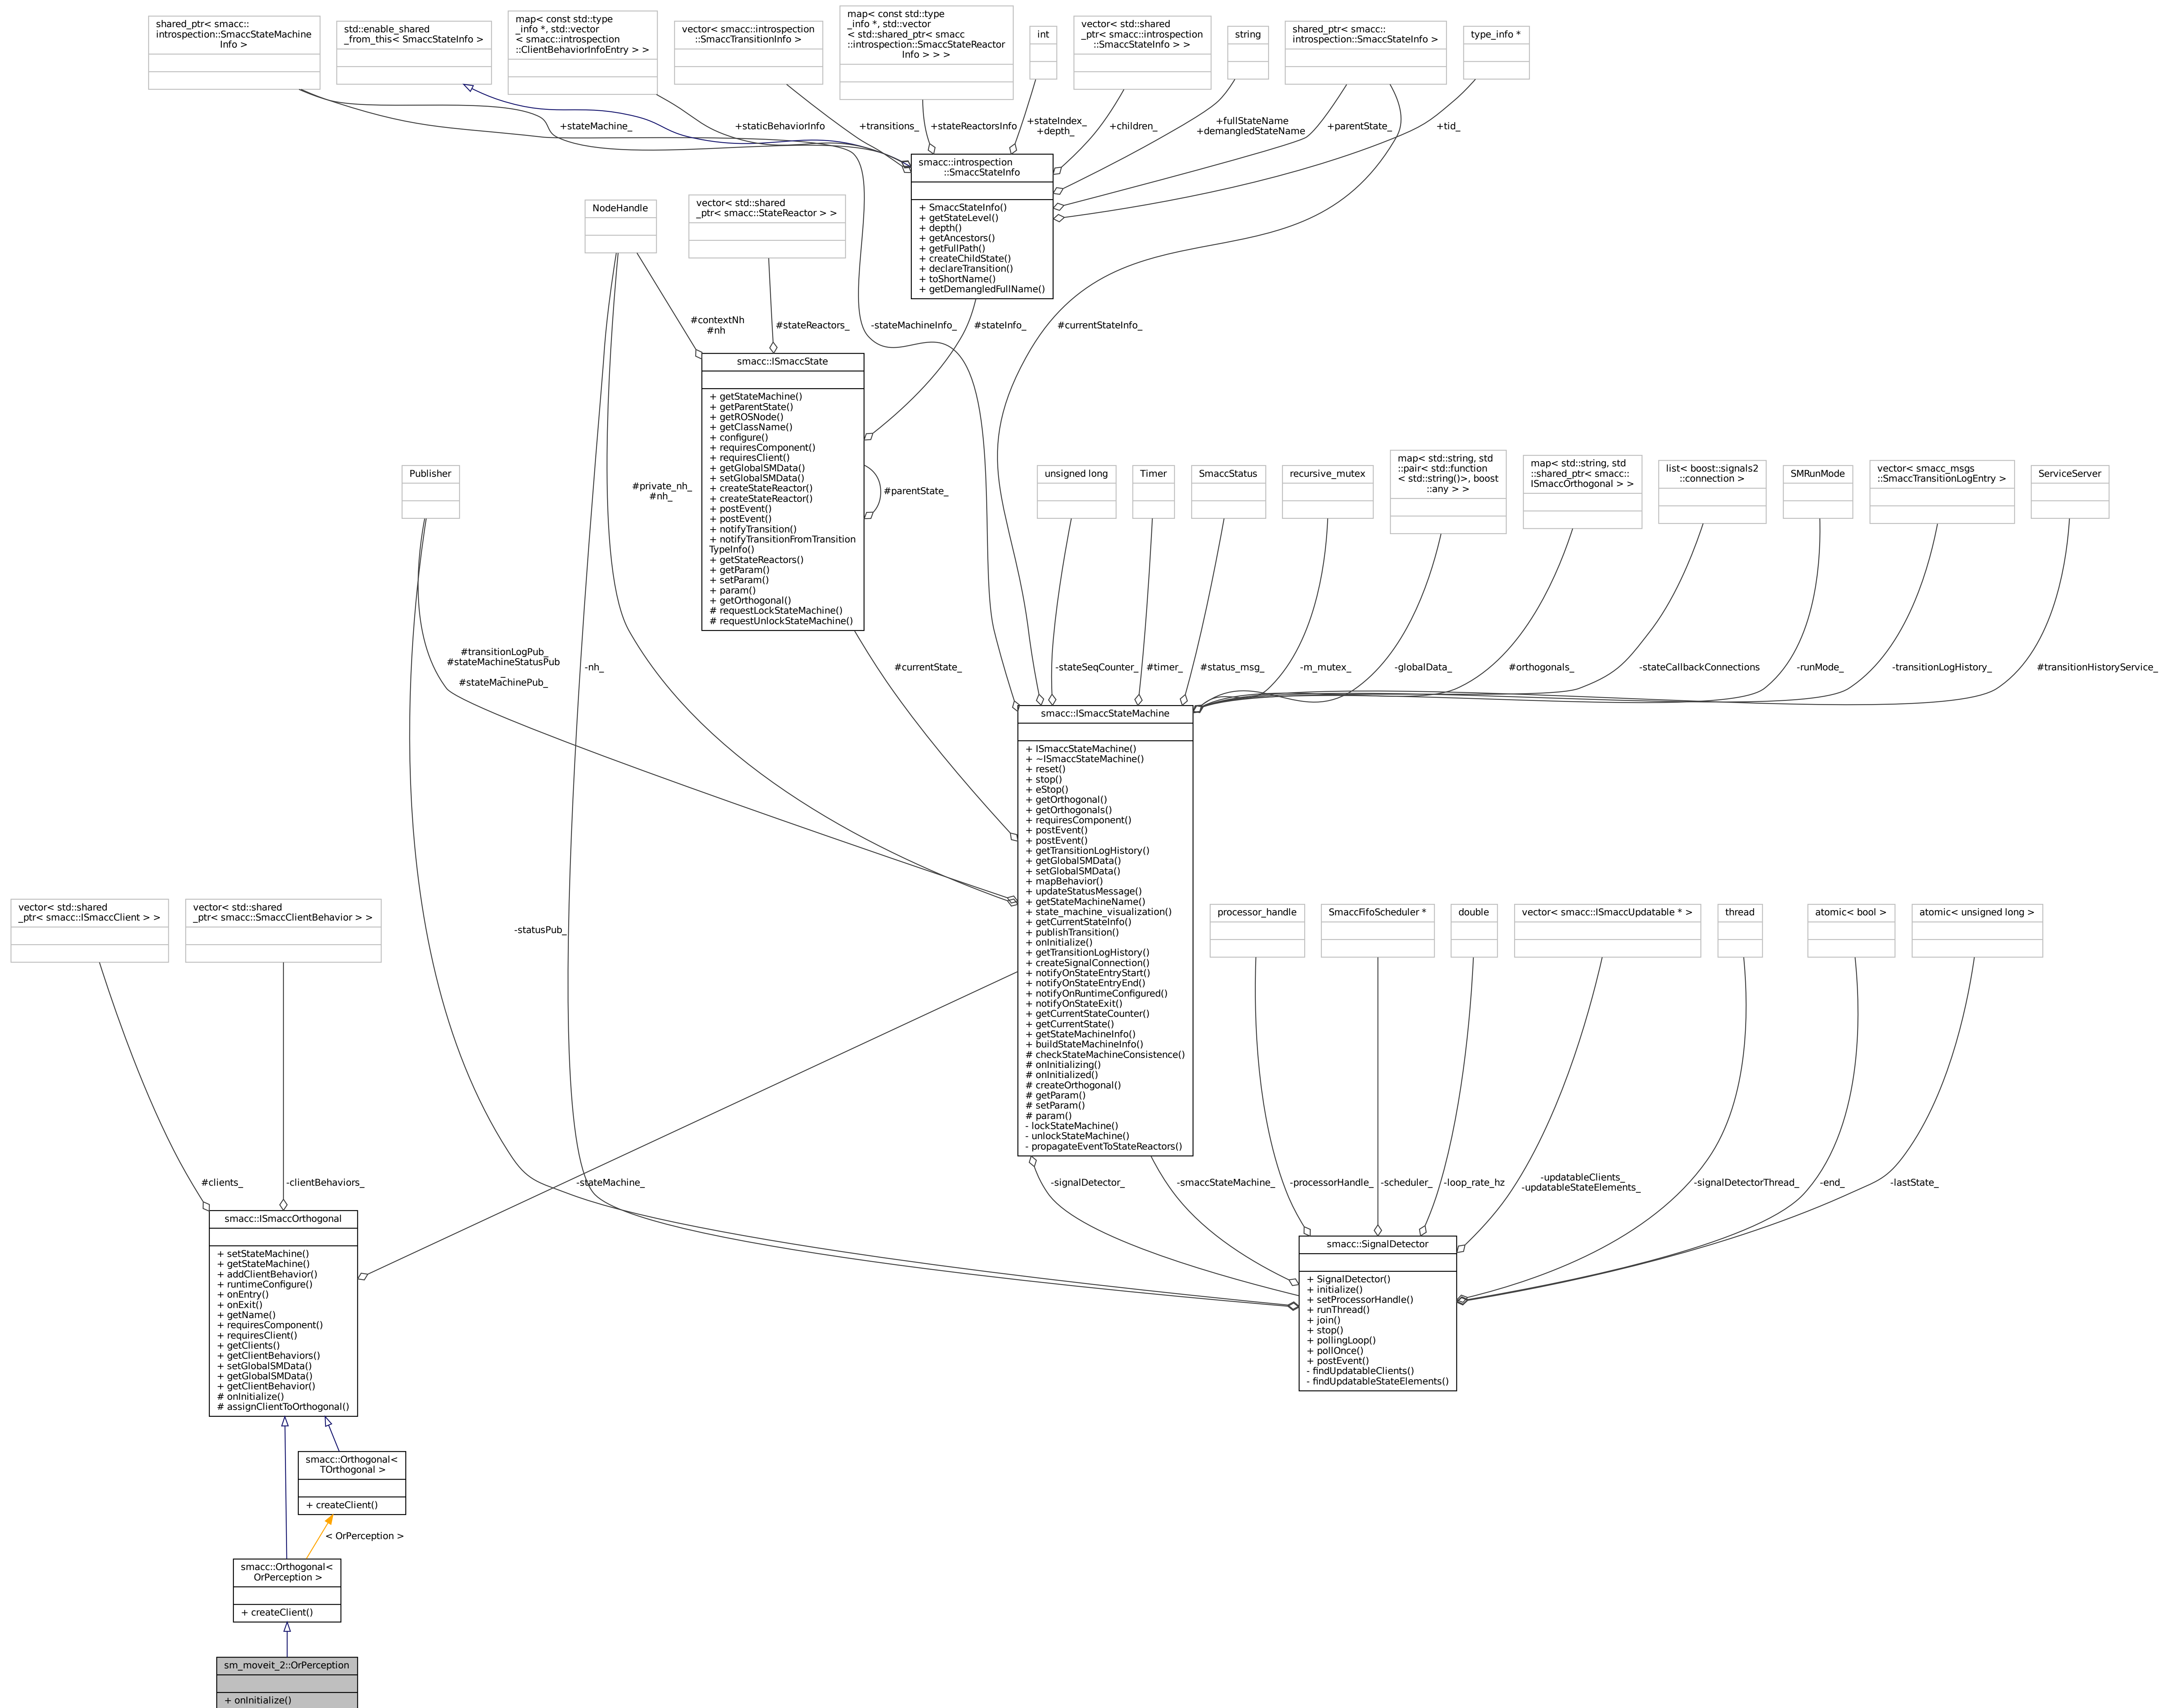 shared_ptr< smacc::
introspection::SmaccStateMachine
Info >
std::enable_shared
_from_this< SmaccStateInfo >
map< const std::type
_info *, std::vector
< smacc::introspection
::ClientBehaviorInfoEntry > >
vector< smacc::introspection
::SmaccTransitionInfo >
map< const std::type
_info *, std::vector
< std::shared_ptr< smacc
::introspection::SmaccStateReactor
Info > > >
int
vector< std::shared
_ptr< smacc::introspection
::SmaccStateInfo > >
string
shared_ptr< smacc::
introspection::SmaccStateInfo >
type_info *
+stateMachine_
+staticBehaviorInfo
+transitions_
+stateReactorsInfo
+stateIndex_
+depth_
+children_
+fullStateName
+demangledStateName
+parentState_
+tid_
smacc::introspection
::SmaccStateInfo
+ SmaccStateInfo()
+ getStateLevel()
+ depth()
+ getAncestors()
+ getFullPath()
+ createChildState()
+ declareTransition()
+ toShortName()
+ getDemangledFullName()
NodeHandle
vector< std::shared
_ptr< smacc::StateReactor > >
#contextNh
#nh
#stateReactors_
-stateMachineInfo_
#stateInfo_
#currentStateInfo_
smacc::ISmaccState
+ getStateMachine()
+ getParentState()
+ getROSNode()
+ getClassName()
+ configure()
+ requiresComponent()
+ requiresClient()
+ getGlobalSMData()
+ setGlobalSMData()
+ createStateReactor()
+ createStateReactor()
+ postEvent()
+ postEvent()
+ notifyTransition()
+ notifyTransitionFromTransition
TypeInfo()
+ getStateReactors()
+ getParam()
+ setParam()
+ param()
+ getOrthogonal()
# requestLockStateMachine()
# requestUnlockStateMachine()
#parentState_
Publisher
#private_nh_
#nh_
unsigned long
Timer
SmaccStatus
recursive_mutex
map< std::string, std
::pair< std::function
< std::string()>, boost
::any > >
map< std::string, std
::shared_ptr< smacc::
ISmaccOrthogonal > >
list< boost::signals2
::connection >
SMRunMode
vector< smacc_msgs
::SmaccTransitionLogEntry >
ServiceServer
#transitionLogPub_
#stateMachineStatusPub
_
#stateMachinePub_
-nh_
#currentState_
-stateSeqCounter_
#timer_
#status_msg_
-m_mutex_
-globalData_
#orthogonals_
-stateCallbackConnections
-runMode_
-transitionLogHistory_
#transitionHistoryService_
smacc::ISmaccStateMachine
+ ISmaccStateMachine()
+ ~ISmaccStateMachine()
+ reset()
+ stop()
+ eStop()
+ getOrthogonal()
+ getOrthogonals()
+ requiresComponent()
+ postEvent()
+ postEvent()
+ getTransitionLogHistory()
+ getGlobalSMData()
+ setGlobalSMData()
+ mapBehavior()
+ updateStatusMessage()
+ getStateMachineName()
+ state_machine_visualization()
+ getCurrentStateInfo()
+ publishTransition()
+ onInitialize()
+ getTransitionLogHistory()
+ createSignalConnection()
+ notifyOnStateEntryStart()
+ notifyOnStateEntryEnd()
+ notifyOnRuntimeConfigured()
+ notifyOnStateExit()
+ getCurrentStateCounter()
+ getCurrentState()
+ getStateMachineInfo()
+ buildStateMachineInfo()
# checkStateMachineConsistence()
# onInitializing()
# onInitialized()
# createOrthogonal()
# getParam()
# setParam()
# param()
- lockStateMachine()
- unlockStateMachine()
- propagateEventToStateReactors()
vector< std::shared
_ptr< smacc::ISmaccClient > >
vector< std::shared
_ptr< smacc::SmaccClientBehavior > >
-statusPub_
processor_handle
SmaccFifoScheduler *
double
vector< smacc::ISmaccUpdatable * >
thread
atomic< bool >
atomic< unsigned long >
#clients_
-clientBehaviors_
-stateMachine_
-signalDetector_
-smaccStateMachine_
-processorHandle_
-scheduler_
-loop_rate_hz
-updatableClients_
-updatableStateElements_
-signalDetectorThread_
-end_
-lastState_
smacc::ISmaccOrthogonal
+ setStateMachine()
+ getStateMachine()
+ addClientBehavior()
+ runtimeConfigure()
+ onEntry()
+ onExit()
+ getName()
+ requiresComponent()
+ requiresClient()
+ getClients()
+ getClientBehaviors()
+ setGlobalSMData()
+ getGlobalSMData()
+ getClientBehavior()
# onInitialize()
# assignClientToOrthogonal()
smacc::SignalDetector
+ SignalDetector()
+ initialize()
+ setProcessorHandle()
+ runThread()
+ join()
+ stop()
+ pollingLoop()
+ pollOnce()
+ postEvent()
- findUpdatableClients()
- findUpdatableStateElements()
smacc::Orthogonal<
TOrthogonal >
+ createClient()
< OrPerception >
smacc::Orthogonal<
OrPerception >
+ createClient()
sm_moveit_2::OrPerception
+ onInitialize()